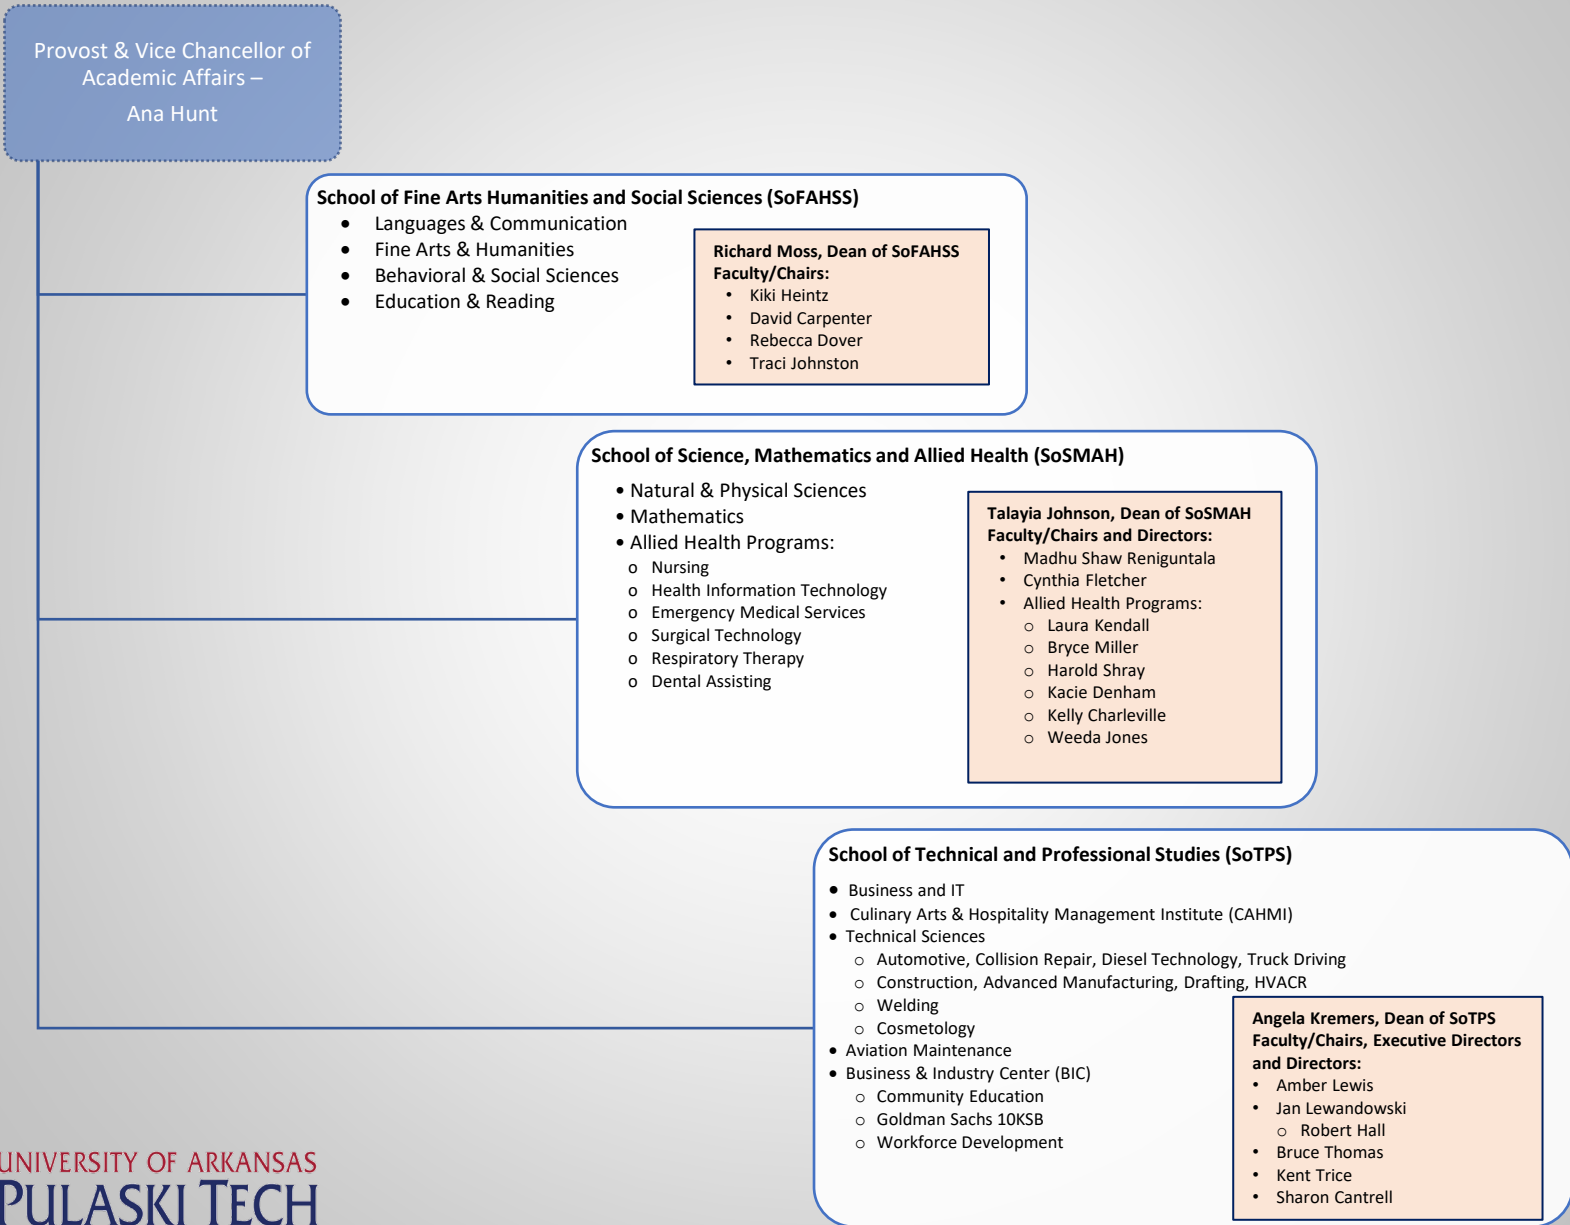 Provost & Vice Chancellor of
Academic Affairs –
Ana Hunt
School of Fine Arts Humanities and Social Sciences (SoFAHSS)
• Languages & Communication
• Fine Arts & Humanities
• Behavioral & Social Sciences
• Education & Reading
Richard Moss, Dean of SoFAHSS
Faculty/Chairs:
• Kiki Heintz
• David Carpenter
• Rebecca Dover
• Traci Johnston
School of Science, Mathematics and Allied Health (SoSMAH)
• Natural & Physical Sciences
• Mathematics
• Allied Health Programs:
o Nursing
o Health Information Technology
o Emergency Medical Services
o Surgical Technology
o Respiratory Therapy
o Dental Assisting
Talayia Johnson, Dean of SoSMAH
Faculty/Chairs and Directors:
• Madhu Shaw Reniguntala
• Cynthia Fletcher
• Allied Health Programs:
o Laura Kendall
o Bryce Miller
o Harold Shray
o Kacie Denham
o Kelly Charleville
o Weeda Jones
School of Technical and Professional Studies (SoTPS)
• Business and IT
• Culinary Arts & Hospitality Management Institute (CAHMI)
• Technical Sciences
o Automotive, Collision Repair, Diesel Technology, Truck Driving
o Construction, Advanced Manufacturing, Drafting, HVACR
o Welding
o Cosmetology
• Aviation Maintenance
• Business & Industry Center (BIC)
o Community Education
o Goldman Sachs 10KSB
o Workforce Development
Angela Kremers, Dean of SoTPS
Faculty/Chairs, Executive Directors
and Directors:
• Amber Lewis
• Jan Lewandowski
o Robert Hall
• Bruce Thomas
• Kent Trice
• Sharon Cantrell
UNIVERSITY OF ARKANSAS
PULASKI TECH